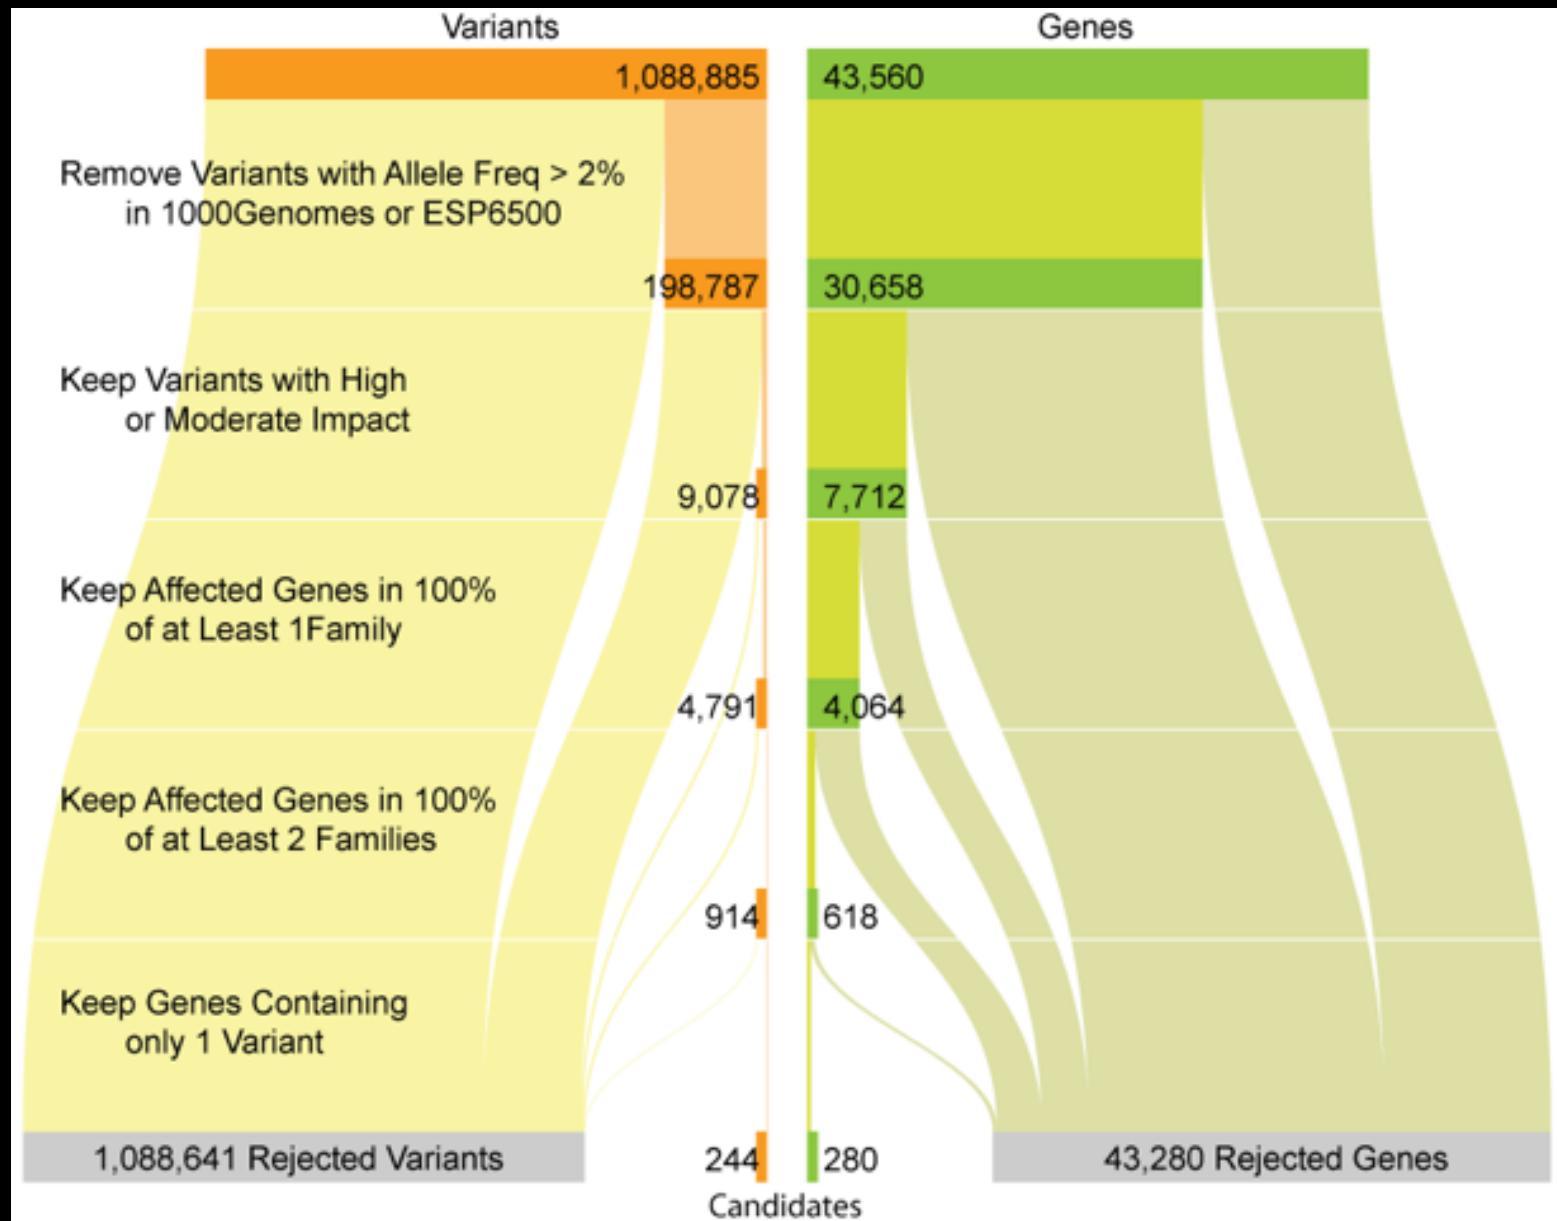 Variants
Genes
1,088,885
43,560
Remove Variants with Allele Freq > 2%
in 1000Genomes or ESP6500
198,787
30,658
Keep Variants with High
or Moderate Impact
9,078
7,712
Keep Affected Genes in 100%
of at Least 1Family
4,791
4,064
Keep Affected Genes in 100%
of at Least 2 Families
914
618
Keep Genes Containing
only 1 Variant
1,088,641 Rejected Variants
244
280
43,280 Rejected Genes
Candidates